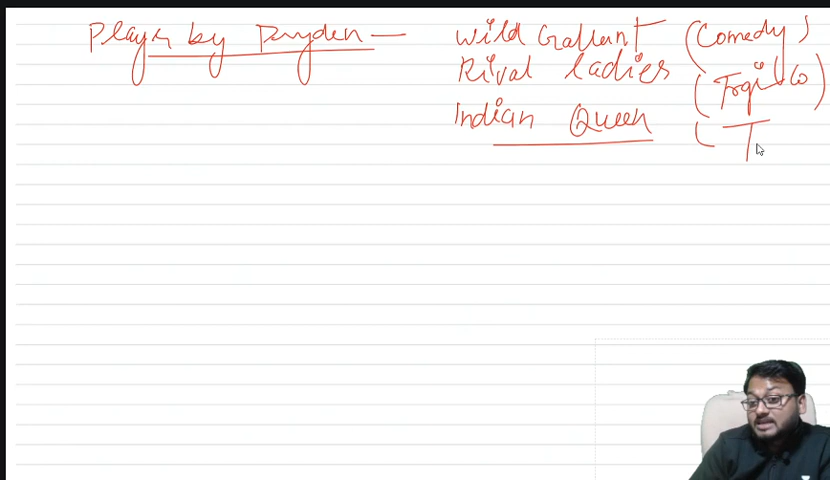 Plays by Dryden — Wild Gallant (Comedy)
Rival ladies (Tragi Co)
Indian Queen ( T